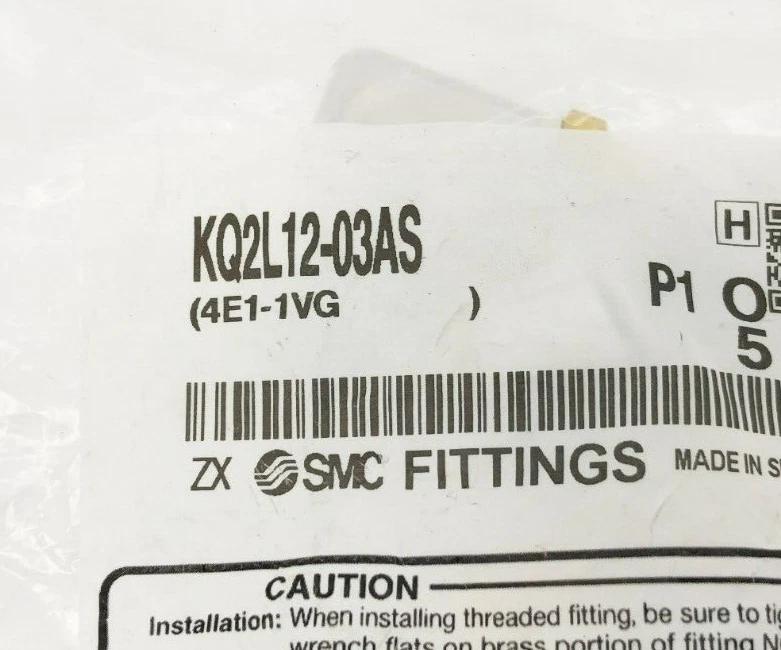 KQ2L12-03AS
H
(4E1-1VG )
P1 O
5
ZX SMC FITTINGS MADE IN
CAUTION
Installation: When installing threaded fitting, be sure to
wrench flats on brass portion of fitting